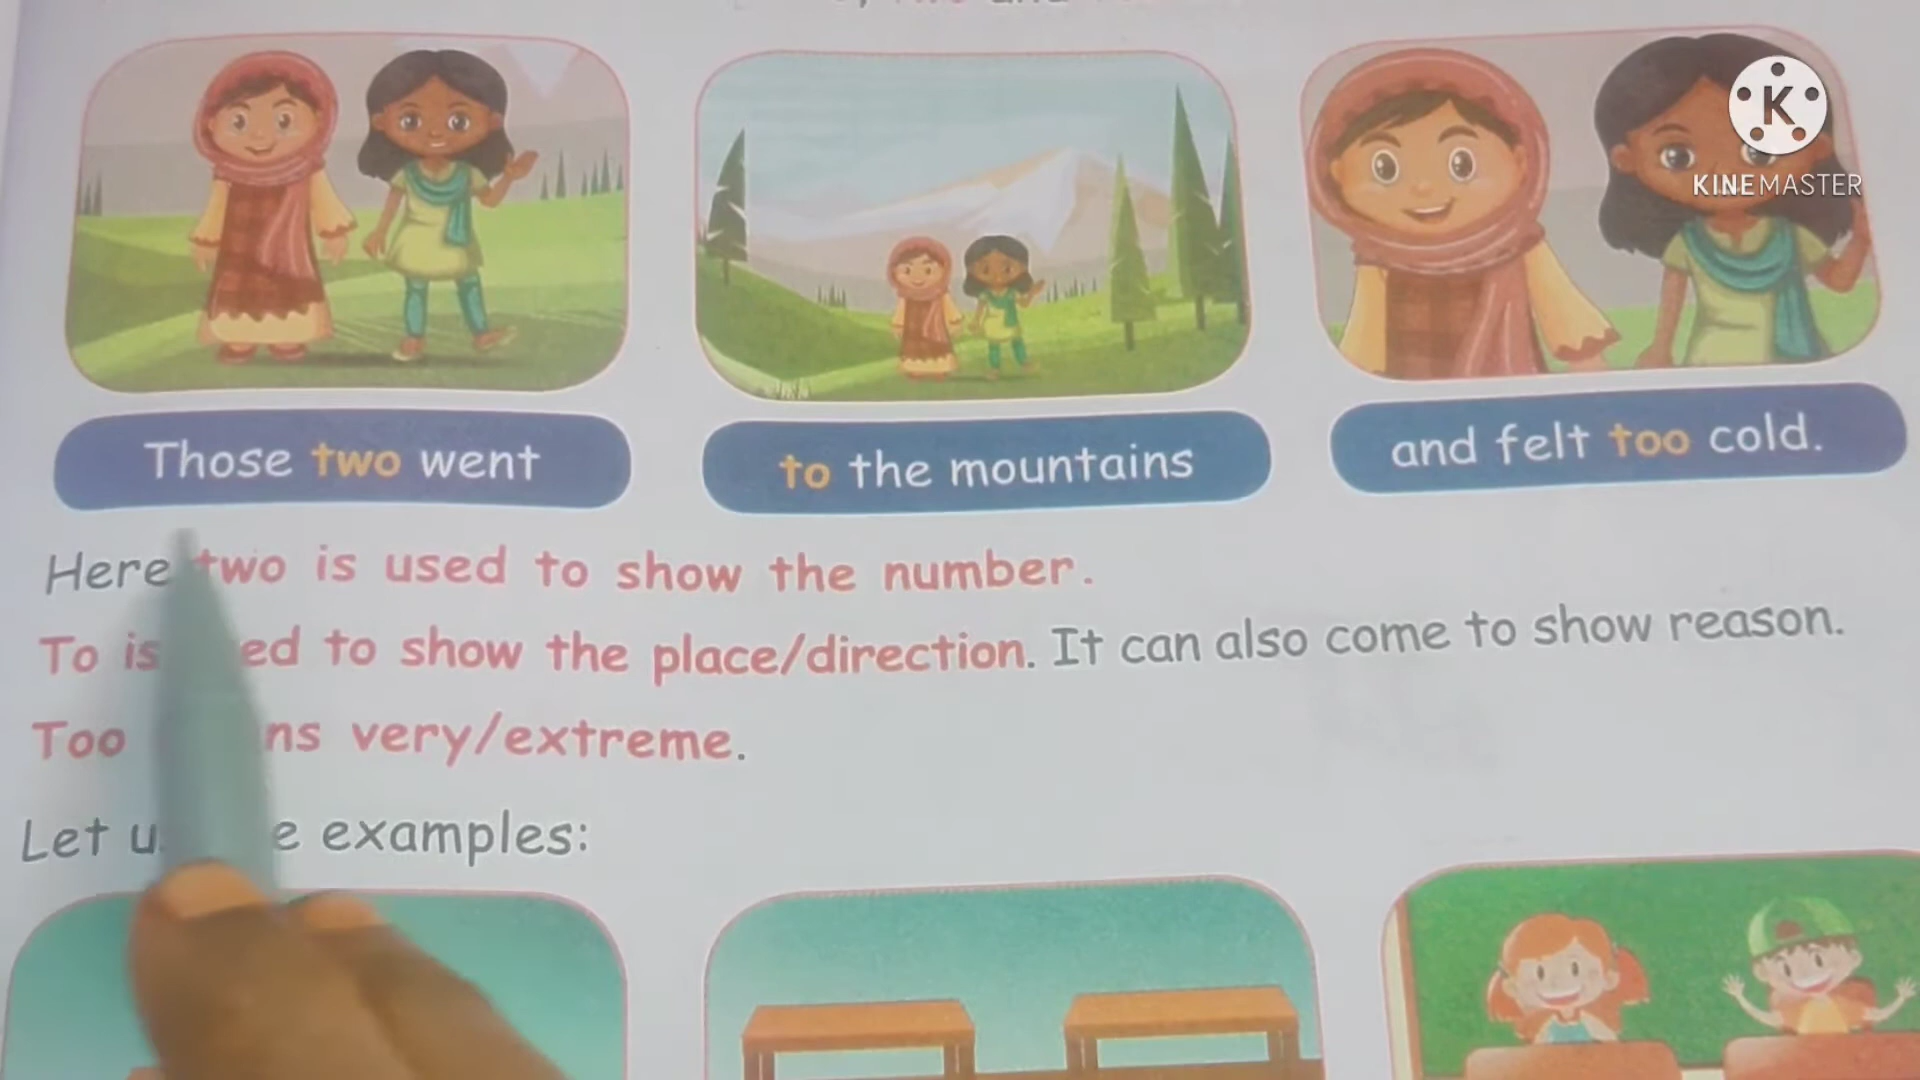 K
KINEMASTER
Those two went
to the mountains
and felt too cold.
Here two is used to show the number.
To is to show the place/direction. It can also come to show reason.
Too very/extreme.
Let examples: